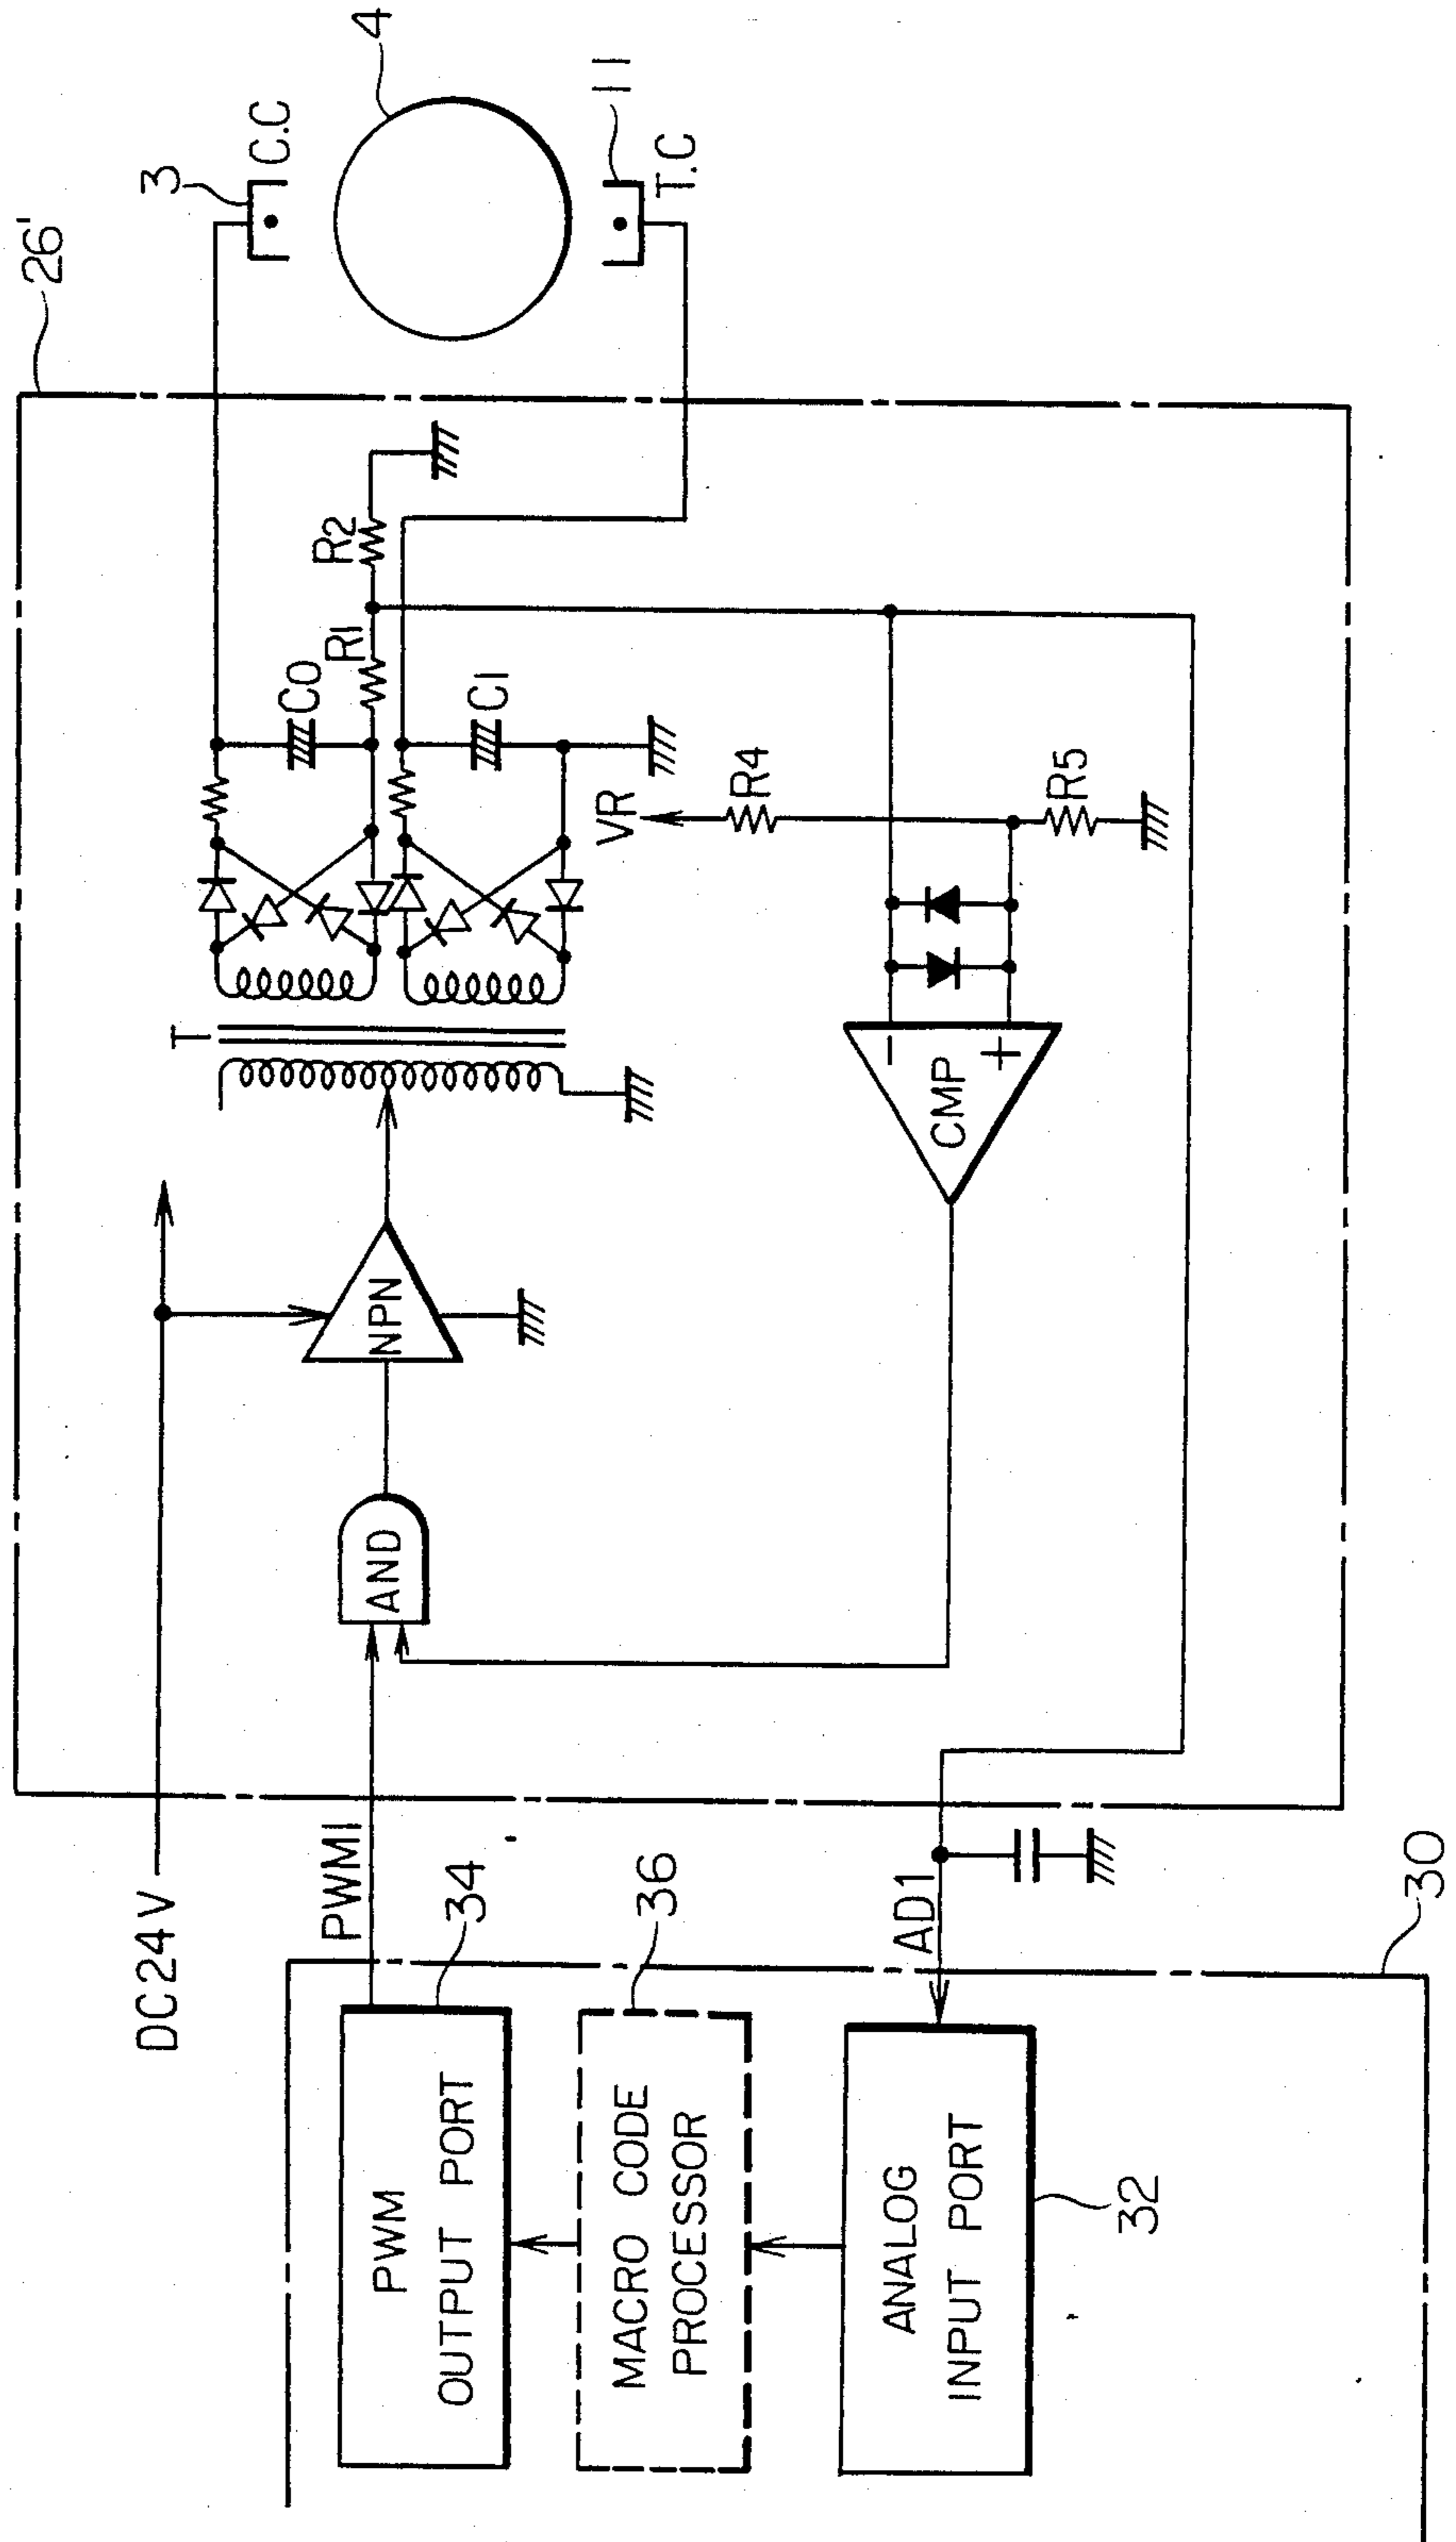 DC24V
PWM1
34
PWM
OUTPUT PORT
36
MACRO CODE
PROCESSOR
AD1
ANALOG
INPUT PORT
32
30
AND
NPN
T
CMP
-
+
VR
R4
R5
C0
R1
C1
R2
26'
3
C.C
4
11
T.C